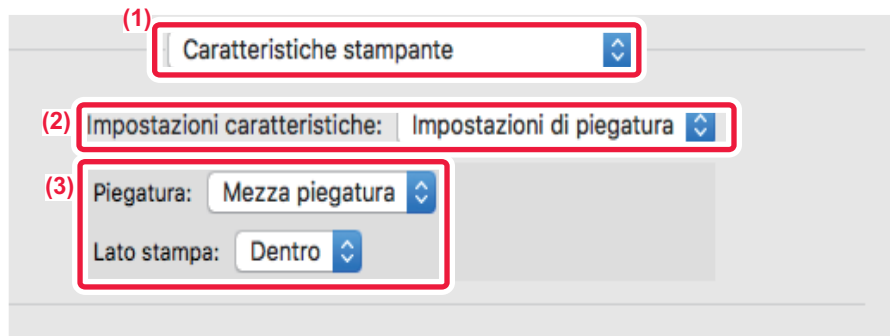 (1)
Caratteristiche stampante
(2) Impostazioni caratteristiche: Impostazioni di piegatura
(3) Piegatura: Mezza piegatura
Lato stampa: Dentro